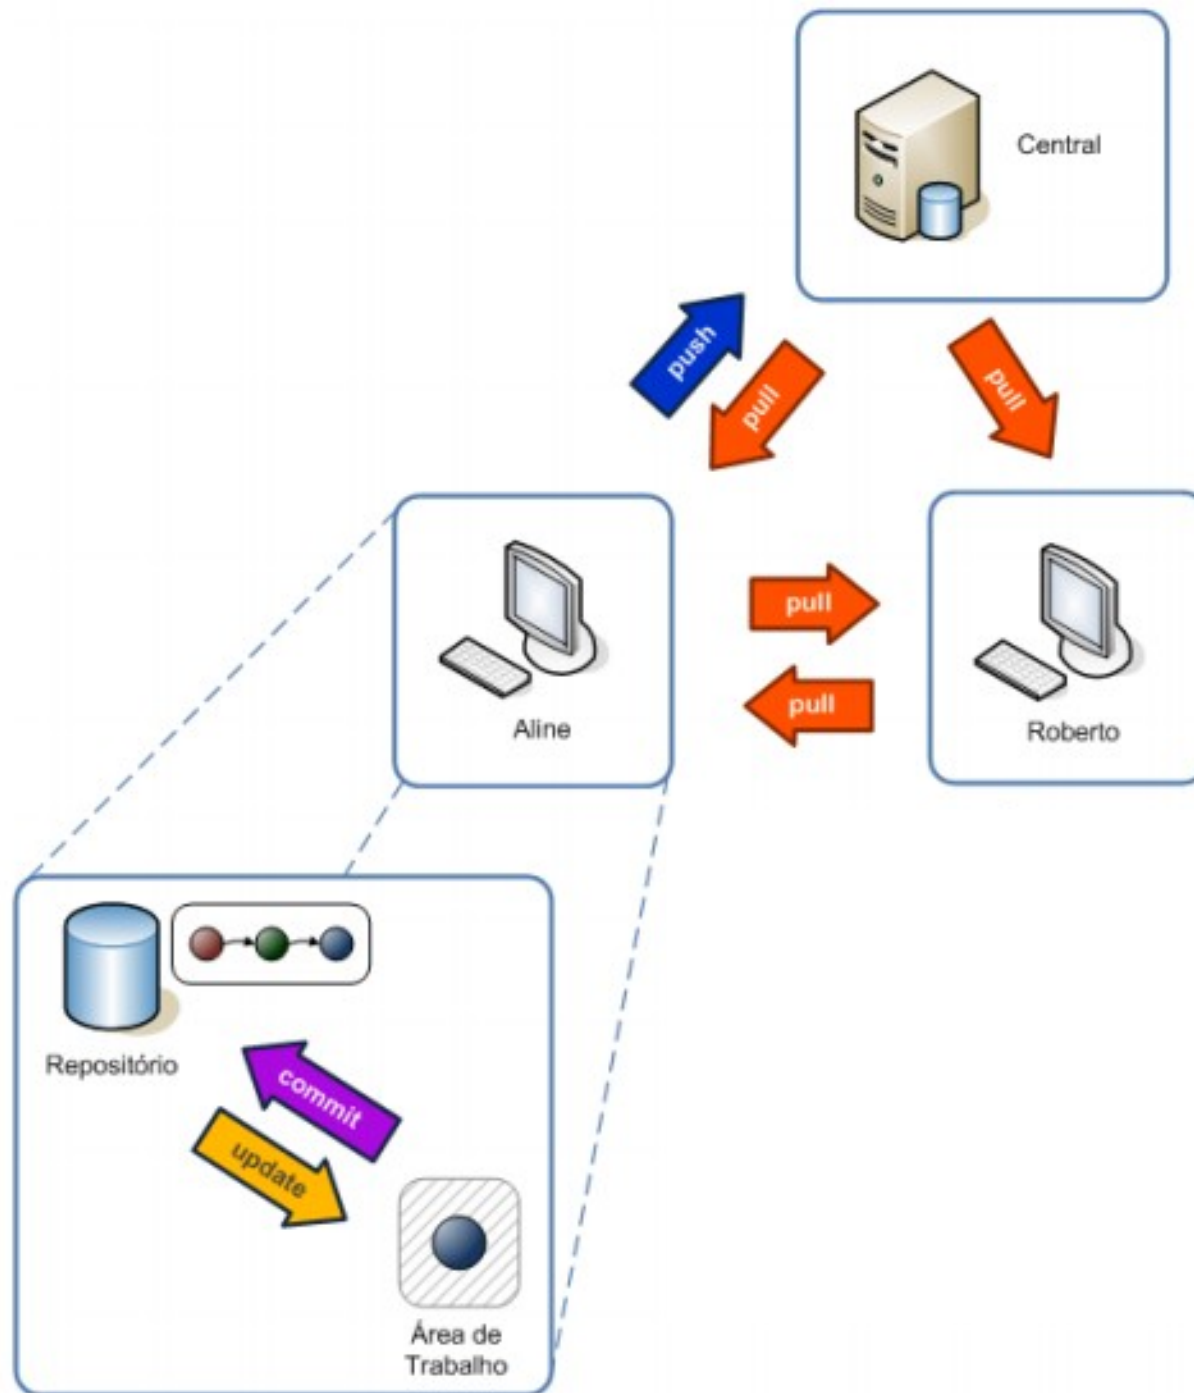 Central
push
pull
pull
pull
pull
Aline
Roberto
Repositório
commit
update
Área de
Trabalho